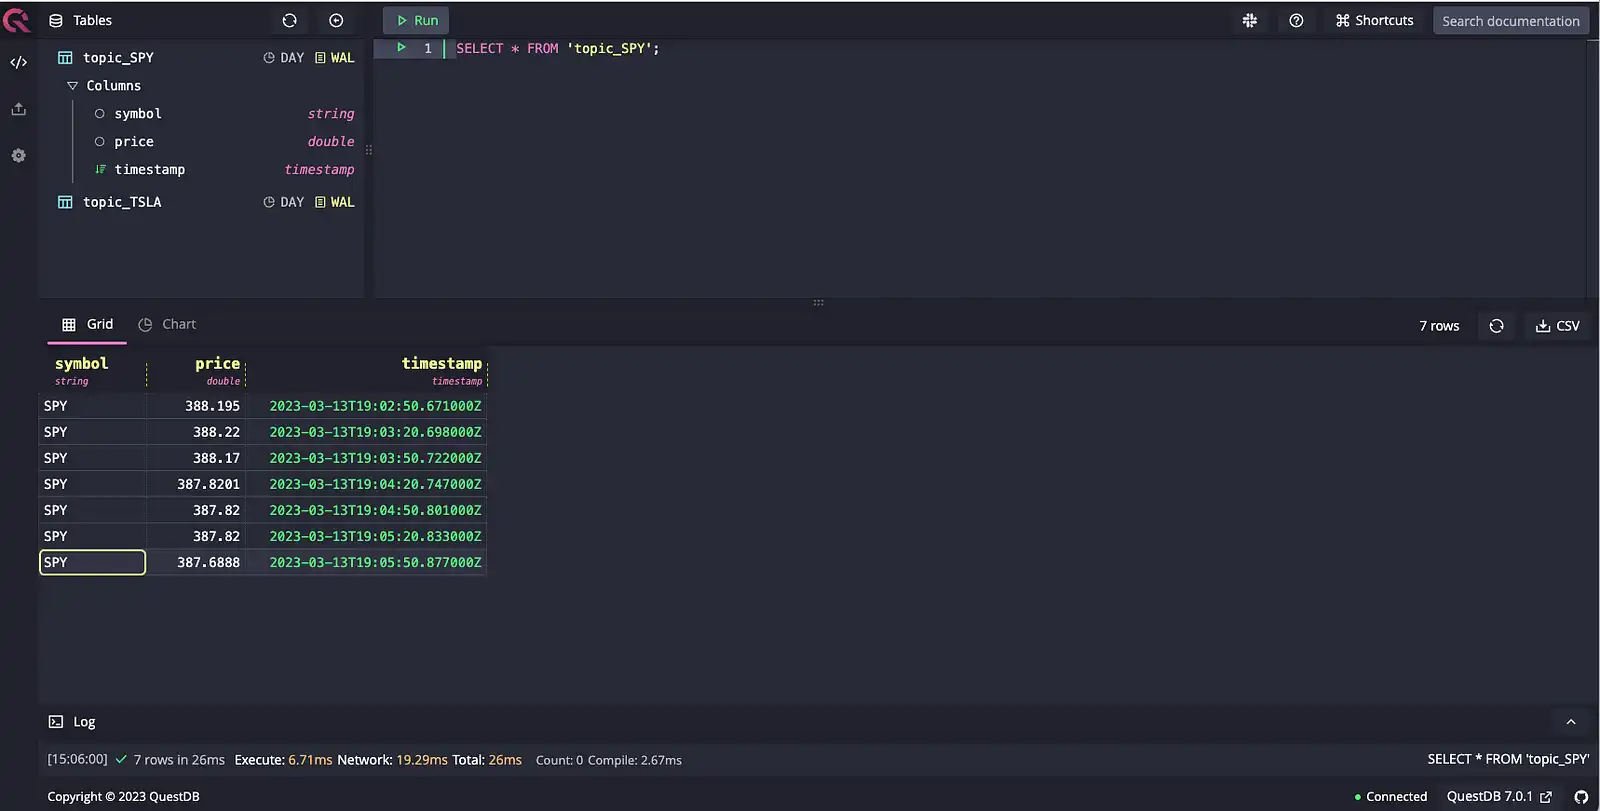 Tables
Run
Shortcuts
Search documentation
topic_SPY DAY WAL
Columns
symbol string
price double
timestamp timestamp
topic_TSLA DAY WAL
1 SELECT * FROM 'topic_SPY';
Grid Chart 7 rows CSV
symbol price timestamp
string double timestamp
SPY 388.195 2023-03-13T19:02:50.671000Z
SPY 388.22 2023-03-13T19:03:20.698000Z
SPY 388.17 2023-03-13T19:03:50.722000Z
SPY 387.8201 2023-03-13T19:04:20.747000Z
SPY 387.82 2023-03-13T19:04:50.801000Z
SPY 387.82 2023-03-13T19:05:20.833000Z
SPY 387.6888 2023-03-13T19:05:50.877000Z
Log
[15:06:00] 7 rows in 26ms Execute: 6.71ms Network: 19.29ms Total: 26ms Count: 0 Compile: 2.67ms SELECT * FROM 'topic_SPY'
Copyright © 2023 QuestDB Connected QuestDB 7.0.1